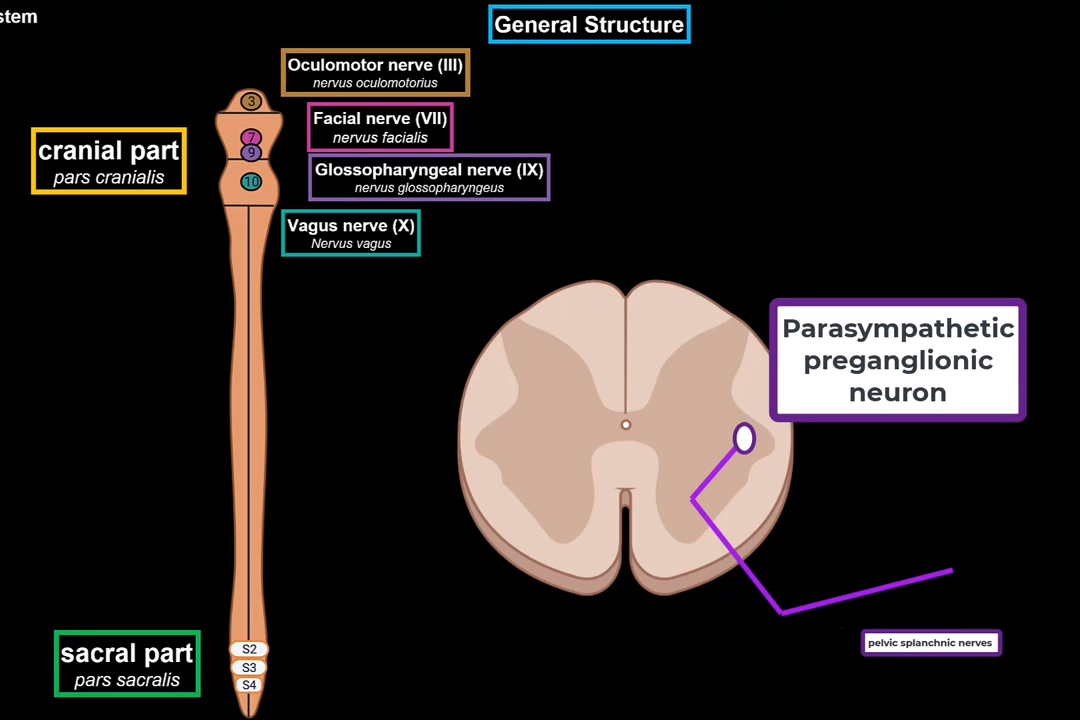 stem
General Structure
Oculomotor nerve (III)
nervus oculomotorius
3
Facial nerve (VII)
nervus facialis
7
cranial part
pars cranialis
9
Glossopharyngeal nerve (IX)
nervus glossopharyngeus
10
Vagus nerve (X)
Nervus vagus
Parasympathetic
preganglionic
neuron
pelvic splanchnic nerves
sacral part
pars sacralis
S2
S3
S4